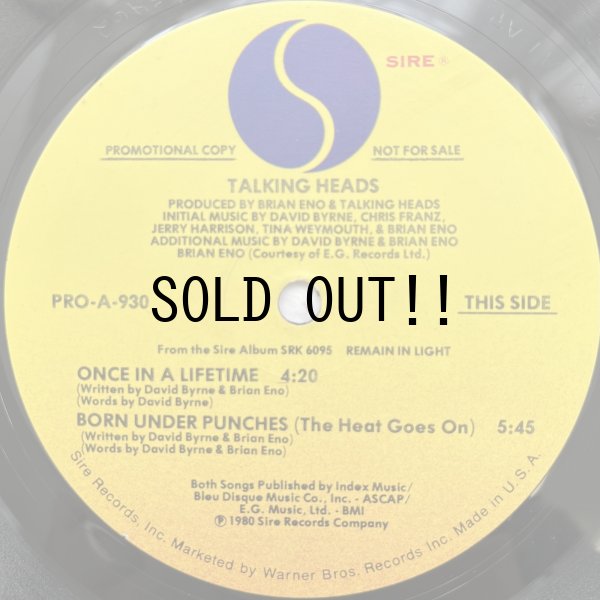 SIRE ®
PROMOTIONAL COPY NOT FOR SALE
TALKING HEADS
PRODUCED BY BRIAN ENO & TALKING HEADS
INITIAL MUSIC BY DAVID BYRNE, CHRIS FRANZ,
JERRY HARRISON, TINA WEYMOUTH, & BRIAN ENO
ADDITIONAL MUSIC BY DAVID BYRNE & BRIAN ENO
BRIAN ENO (Courtesy of E.G. Records Ltd.)
PRO-A-930 SOLD OUT!! THIS SIDE
From the Sire Album SRK 6095 REMAIN IN LIGHT
ONCE IN A LIFETIME 4:20
(Written by David Byrne & Brian Eno)
(Words by David Byrne)
BORN UNDER PUNCHES (The Heat Goes On) 5:45
(Written by David Byrne & Brian Eno)
(Words by David Byrne & Brian Eno)
Both Songs Published by Index Music/
Bleu Disque Music Co., Inc. - ASCAP/
E.G. Music, Ltd. - BMI
℗ 1980 Sire Records Company
Sire Records, Inc. Marketed by Warner Bros. Records Inc. Made in U.S.A.